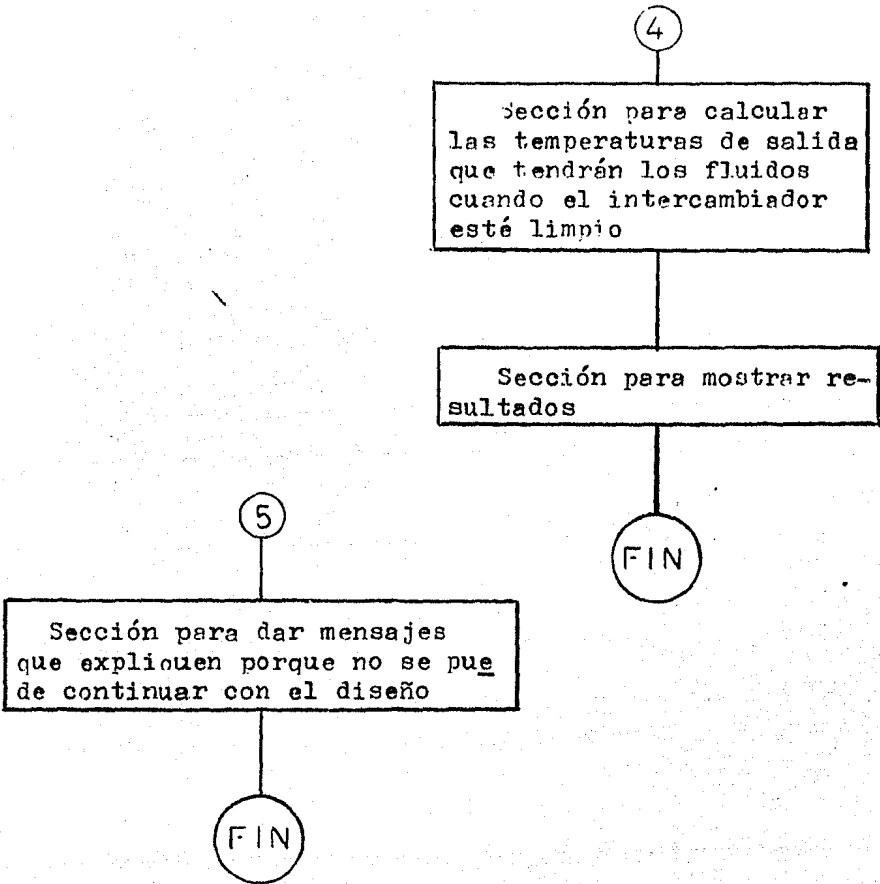 4
Sección para calcular
las temperaturas de salida
que tendrán los fluidos
cuando el intercambiador
esté limpio
Sección para mostrar re-
sultados
FIN
5
Sección para dar mensajes
que expliquen porque no se pue
de continuar con el diseño
FIN